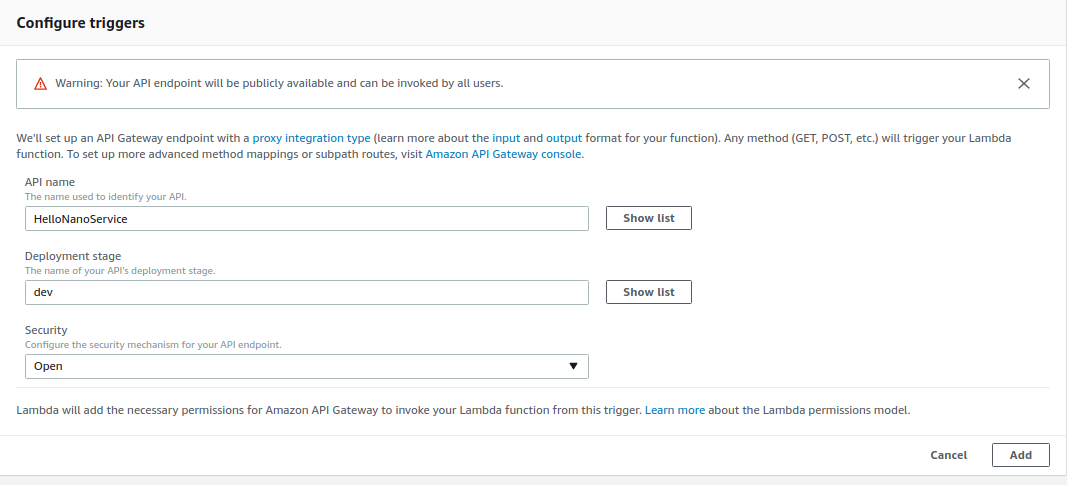 Configure triggers
Warning: Your API endpoint will be publicly available and can be invoked by all users.
We'll set up an API Gateway endpoint with a proxy integration type (learn more about the input and output format for your function). Any method (GET, POST, etc.) will trigger your Lambda
function. To set up more advanced method mappings or subpath routes, visit Amazon API Gateway console.
API name
The name used to identify your API.
HelloNanoService
Show list
Deployment stage
The name of your API's deployment stage.
dev
Show list
Security
Configure the security mechanism for your API endpoint.
Open
Lambda will add the necessary permissions for Amazon API Gateway to invoke your Lambda function from this trigger. Learn more about the Lambda permissions model.
Cancel
Add